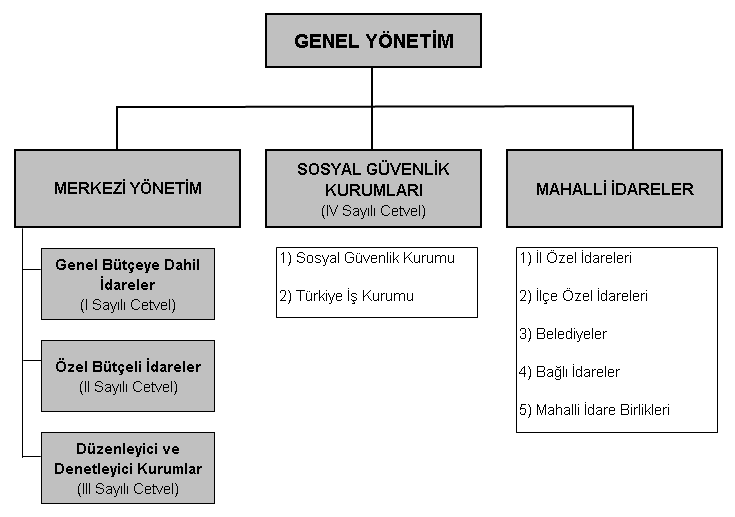 GENEL YÖNETİM
MERKEZİ YÖNETİM
Genel Bütçeye Dahil
İdareler
(I Sayılı Cetvel)
Özel Bütçeli İdareler
(II Sayılı Cetvel)
Düzenleyici ve
Denetleyici Kurumlar
(III Sayılı Cetvel)
SOSYAL GÜVENLİK
KURUMLARI
(IV Sayılı Cetvel)
1) Sosyal Güvenlik Kurumu
2) Türkiye İş Kurumu
MAHALLİ İDARELER
1) İl Özel İdareleri
2) İlçe Özel İdareleri
3) Belediyeler
4) Bağlı İdareler
5) Mahalli İdare Birlikleri